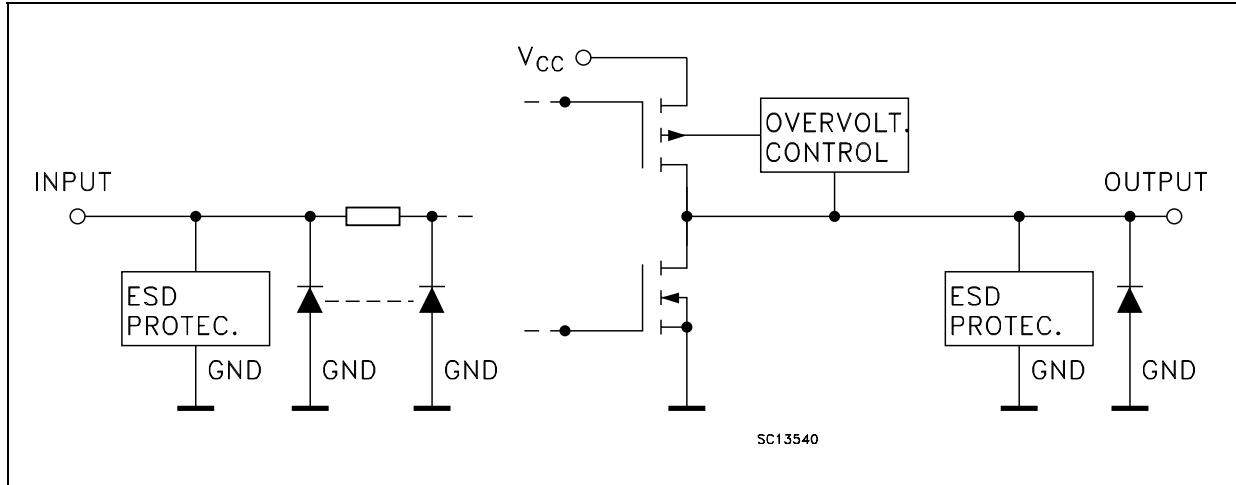 VCC
OVERVOLT.
CONTROL
INPUT
OUTPUT
ESD
PROTEC.
ESD
PROTEC.
GND
GND
GND
GND
GND
SC13540